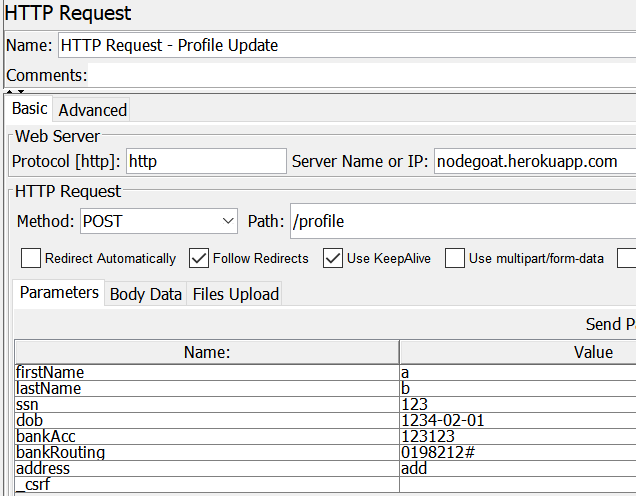 HTTP Request
Name: HTTP Request - Profile Update
Comments:
Basic Advanced
Web Server
Protocol [http]: http Server Name or IP: nodegoat.herokuapp.com
HTTP Request
Method: POST Path: /profile
Redirect Automatically Follow Redirects Use KeepAlive Use multipart/form-data
Parameters Body Data Files Upload
Send Pa
Name: Value
firstName a
lastName b
ssn 123
dob 1234-02-01
bankAcc 123123
bankRouting 0198212#
address add
_csrf